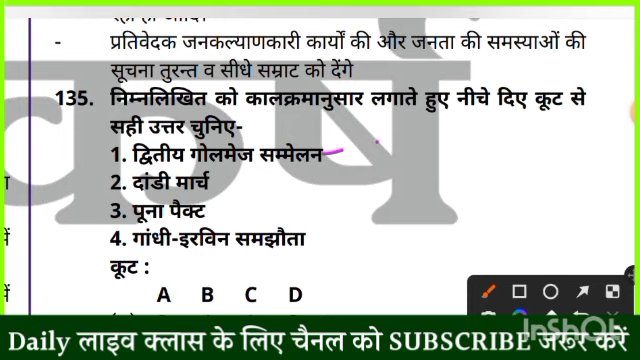 - प्रतिवेदक जनकल्याणकारी कार्यों की और जनता की समस्याओं की
सूचना तुरन्त व सीधे सम्राट को देंगे
135. निम्नलिखित को कालक्रमानुसार लगाते हुए नीचे दिए कूट से
सही उत्तर चुनिए-
1. द्वितीय गोलमेज सम्मेलन
2. दांडी मार्च
3. पूना पैक्ट
4. गांधी-इरविन समझौता
कूट :
A B C D
InShOt
Daily लाइव क्लास के लिए चैनल को SUBSCRIBE जरूर करें